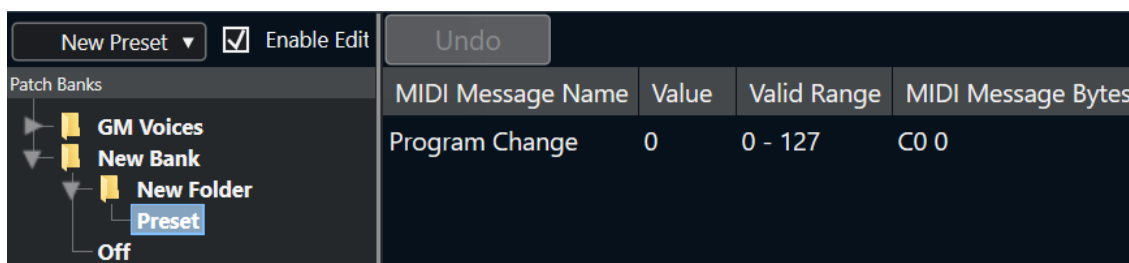 New Preset Enable Edit Undo
Patch Banks
MIDI Message Name Value Valid Range MIDI Message Bytes
GM Voices
New Bank
New Folder
Preset
Off
Program Change 0 0 - 127 C0 0